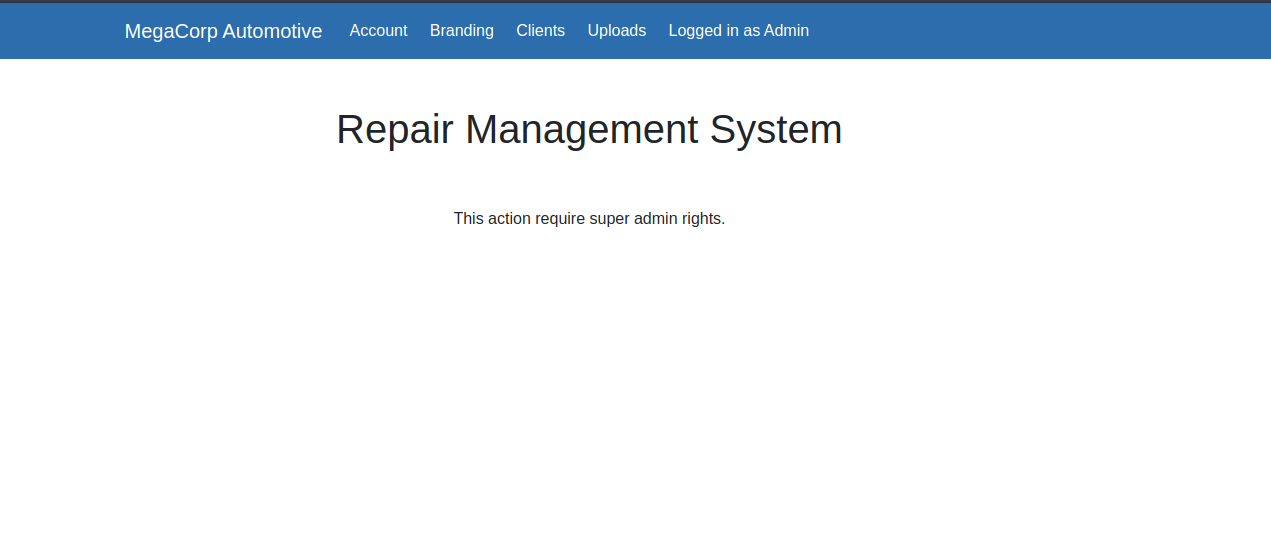 MegaCorp Automotive Account Branding Clients Uploads Logged in as Admin
Repair Management System
This action require super admin rights.